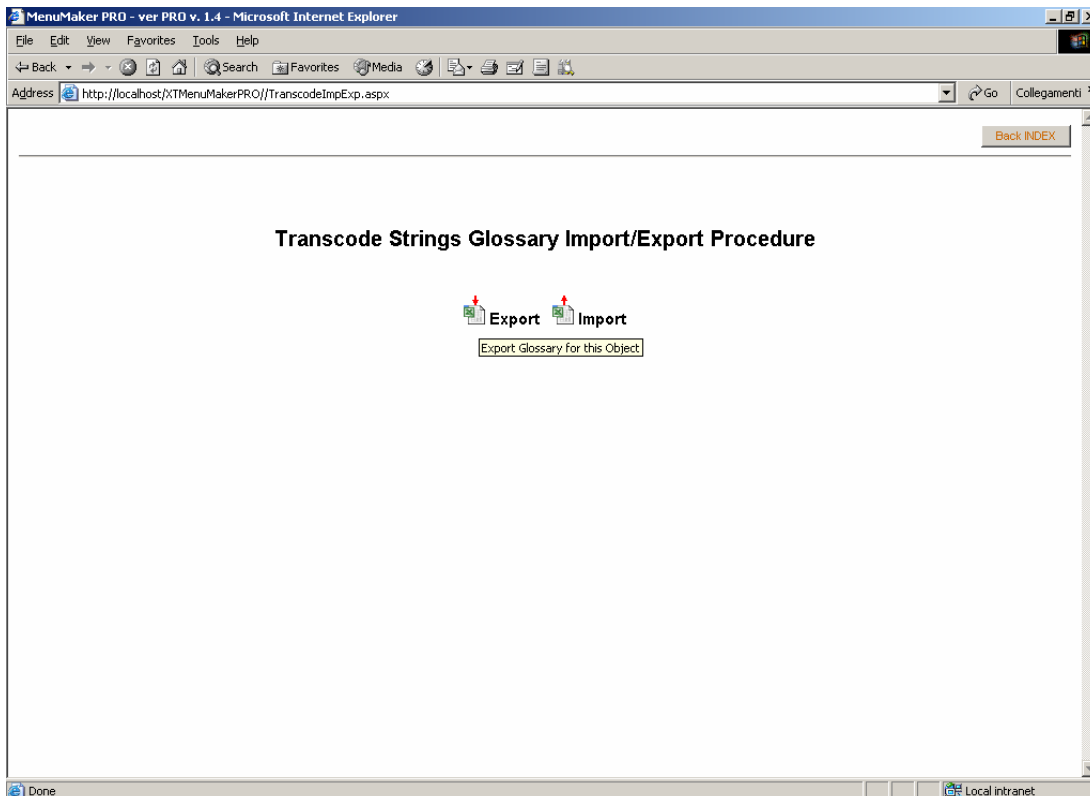 MenuMaker PRO - ver PRO v. 1.4 - Microsoft Internet Explorer
File Edit View Favorites Tools Help
Back Search Favorites Media
Address http://localhost/XTMenuMakerPRO//TranscodeImpExp.aspx Go Collegamenti
Back INDEX
Transcode Strings Glossary Import/Export Procedure
Export Import
Export Glossary for this Object
Done Local intranet